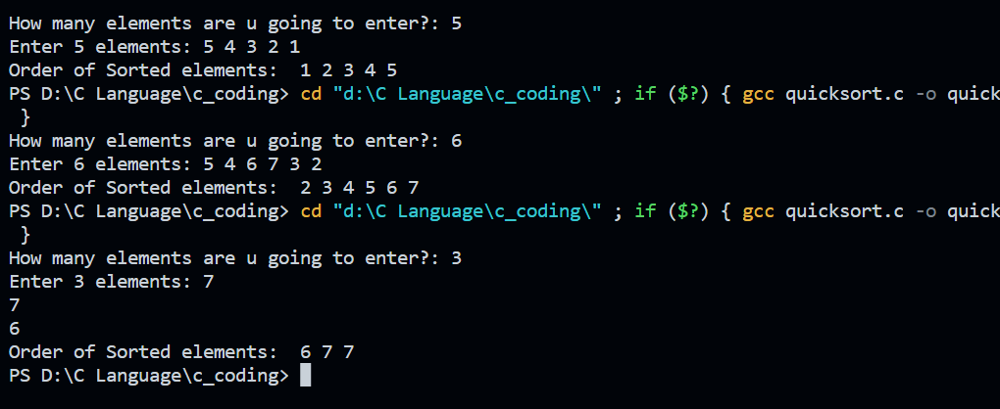 How many elements are u going to enter?: 5
Enter 5 elements: 5 4 3 2 1
Order of Sorted elements:  1 2 3 4 5
PS D:\C Language\c_coding> cd "d:\C Language\c_coding\" ; if ($?) { gcc quicksort.c -o quick
 }
How many elements are u going to enter?: 6
Enter 6 elements: 5 4 6 7 3 2
Order of Sorted elements:  2 3 4 5 6 7
PS D:\C Language\c_coding> cd "d:\C Language\c_coding\" ; if ($?) { gcc quicksort.c -o quick
 }
How many elements are u going to enter?: 3
Enter 3 elements: 7
7
6
Order of Sorted elements:  6 7 7
PS D:\C Language\c_coding>